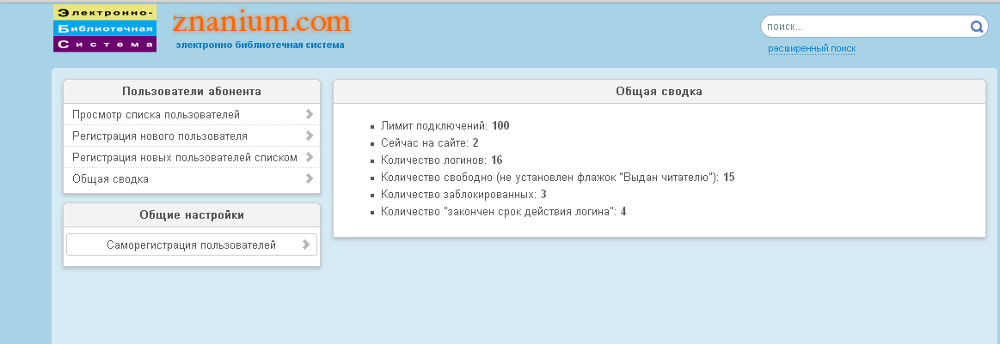 Электронно-
Библиотечная
Система
znanium.com
электронно библиотечная система
поиск...
расширенный поиск
Пользователи абонента
Просмотр списка пользователей
Регистрация нового пользователя
Регистрация новых пользователей списком
Общая сводка
Общие настройки
Саморегистрация пользователей
Общая сводка
Лимит подключений: 100
Сейчас на сайте: 2
Количество логинов: 16
Количество свободно (не установлен флажок "Выдан читателю"): 15
Количество заблокированных: 3
Количество "закончен срок действия логина": 4